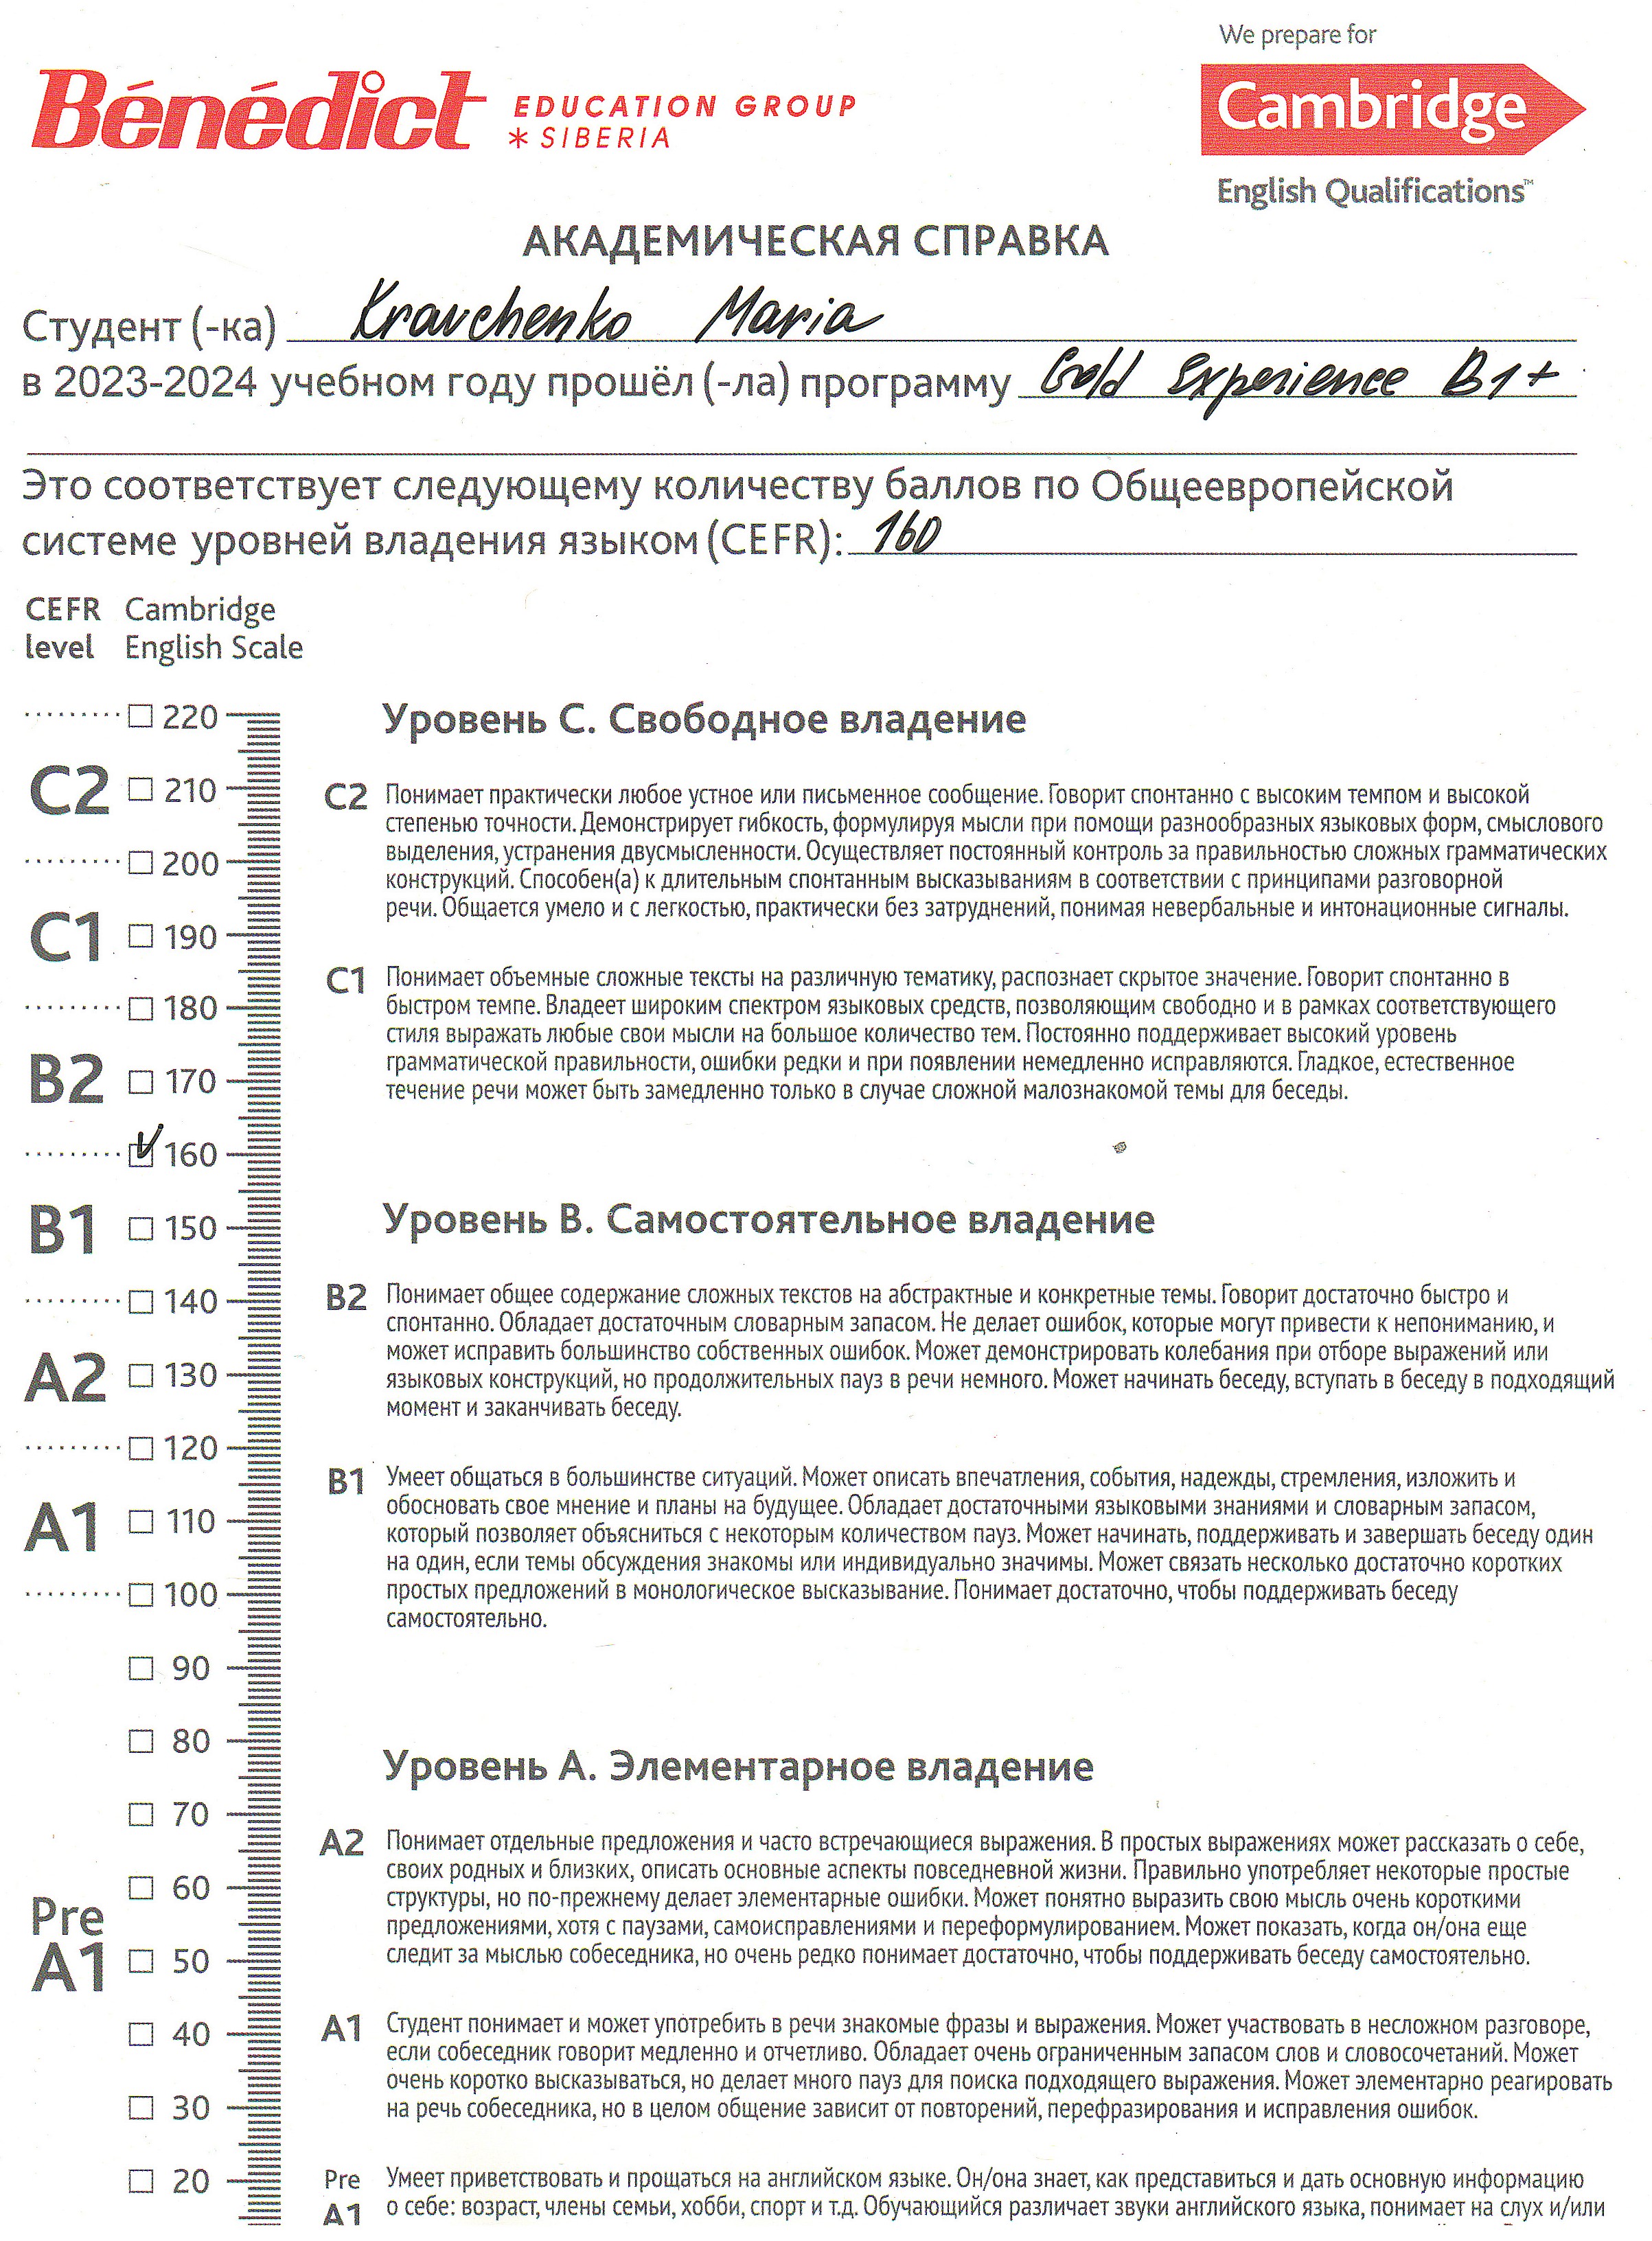 We prepare for
Bénédict EDUCATION GROUP
* SIBERIA
Cambridge
English Qualifications™
АКАДЕМИЧЕСКАЯ СПРАВКА
Студент (-ка) Kravchenko Maria
в 2023-2024 учебном году прошёл (-ла) программу Gold Experience B1+
Это соответствует следующему количеству баллов по Общеевропейской
системе уровней владения языком (CEFR): 160
CEFR Cambridge
level English Scale
220
C2 210
200
C1 190
180
B2 170
160
B1 150
140
A2 130
120
A1 110
100
90
80
70
60
Pre
A1 50
40
30
20
Уровень C. Свободное владение
C2 Понимает практически любое устное или письменное сообщение. Говорит спонтанно с высоким темпом и высокой
степенью точности. Демонстрирует гибкость, формулируя мысли при помощи разнообразных языковых форм, смыслового
выделения, устранения двусмысленности. Осуществляет постоянный контроль за правильностью сложных грамматических
конструкций. Способен(а) к длительным спонтанным высказываниям в соответствии с принципами разговорной
речи. Общается умело и с легкостью, практически без затруднений, понимая невербальные и интонационные сигналы.
C1 Понимает объемные сложные тексты на различную тематику, распознает скрытое значение. Говорит спонтанно в
быстром темпе. Владеет широким спектром языковых средств, позволяющим свободно и в рамках соответствующего
стиля выражать любые свои мысли на большое количество тем. Постоянно поддерживает высокий уровень
грамматической правильности, ошибки редки и при появлении немедленно исправляются. Гладкое, естественное
течение речи может быть замедленно только в случае сложной малознакомой темы для беседы.
Уровень B. Самостоятельное владение
B2 Понимает общее содержание сложных текстов на абстрактные и конкретные темы. Говорит достаточно быстро и
спонтанно. Обладает достаточным словарным запасом. Не делает ошибок, которые могут привести к непониманию, и
может исправить большинство собственных ошибок. Может демонстрировать колебания при отборе выражений или
языковых конструкций, но продолжительных пауз в речи немного. Может начинать беседу, вступать в беседу в подходящий
момент и заканчивать беседу.
B1 Умеет общаться в большинстве ситуаций. Может описать впечатления, события, надежды, стремления, изложить и
обосновать свое мнение и планы на будущее. Обладает достаточными языковыми знаниями и словарным запасом,
который позволяет объясниться с некоторым количеством пауз. Может начинать, поддерживать и завершать беседу один
на один, если темы обсуждения знакомы или индивидуально значимы. Может связать несколько достаточно коротких
простых предложений в монологическое высказывание. Понимает достаточно, чтобы поддерживать беседу
самостоятельно.
Уровень A. Элементарное владение
A2 Понимает отдельные предложения и часто встречающиеся выражения. В простых выражениях может рассказать о себе,
своих родных и близких, описать основные аспекты повседневной жизни. Правильно употребляет некоторые простые
структуры, но по-прежнему делает элементарные ошибки. Может понятно выразить свою мысль очень короткими
предложениями, хотя с паузами, самоисправлениями и переформулированием. Может показать, когда он/она еще
следит за мыслью собеседника, но очень редко понимает достаточно, чтобы поддерживать беседу самостоятельно.
A1 Студент понимает и может употребить в речи знакомые фразы и выражения. Может участвовать в несложном разговоре,
если собеседник говорит медленно и отчетливо. Обладает очень ограниченным запасом слов и словосочетаний. Может
очень коротко высказываться, но делает много пауз для поиска подходящего выражения. Может элементарно реагировать
на речь собеседника, но в целом общение зависит от повторений, перефразирования и исправления ошибок.
Pre Умеет приветствовать и прощаться на английском языке. Он/она знает, как представиться и дать основную информацию
A1 о себе: возраст, члены семьи, хобби, спорт и т.д. Обучающийся различает звуки английского языка, понимает на слух и/или